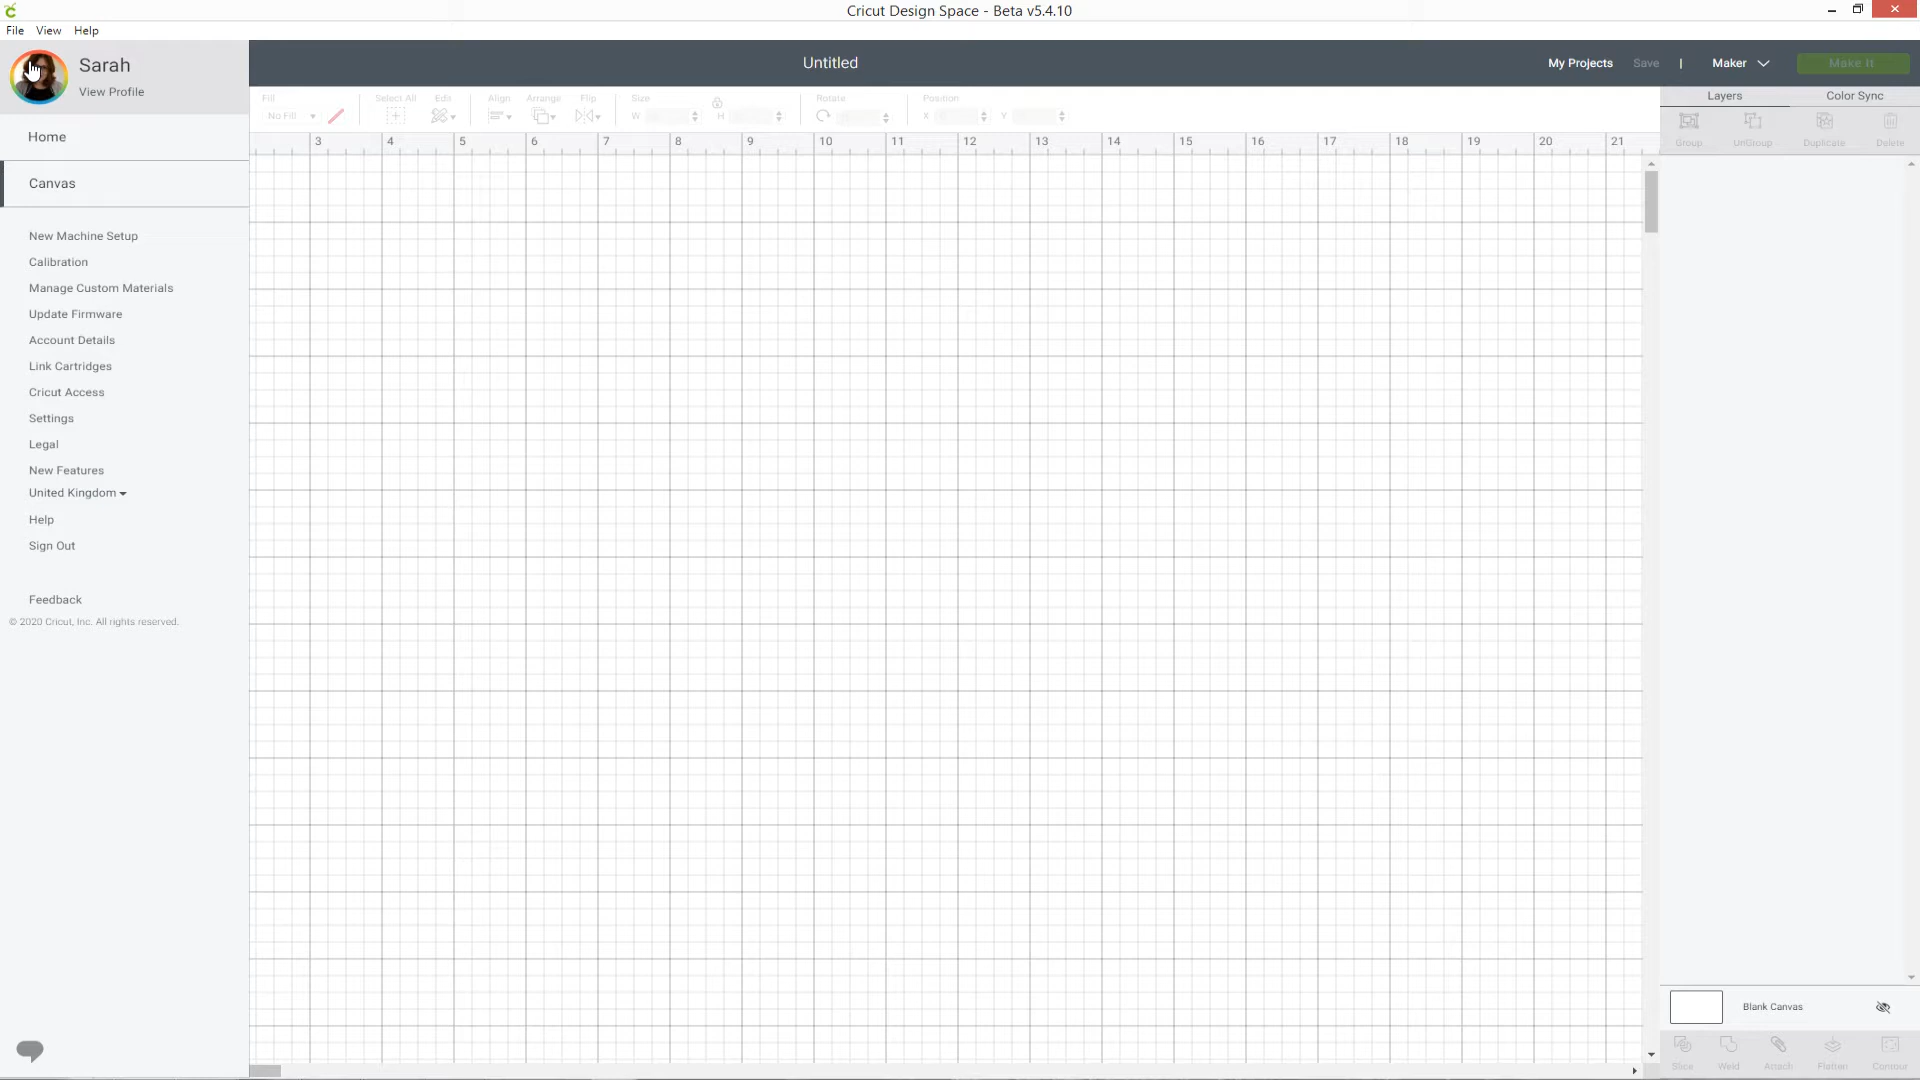 Cricut Design Space - Beta v5.4.10
File View Help
Sarah
View Profile
Untitled
My Projects Save | Maker Make It
Home
Canvas
New Machine Setup
Calibration
Manage Custom Materials
Update Firmware
Account Details
Link Cartridges
Cricut Access
Settings
Legal
New Features
United Kingdom
Help
Sign Out
Feedback
© 2020 Cricut, Inc. All rights reserved.
Fill Select All Edit Align Arrange Flip Size Rotate Position
No Fill W H X Y
3 4 5 6 7 8 9 10 11 12 13 14 15 16 17 18 19 20 21
Layers Color Sync
Group UnGroup Duplicate Delete
Blank Canvas
Slice Weld Attach Flatten Contour